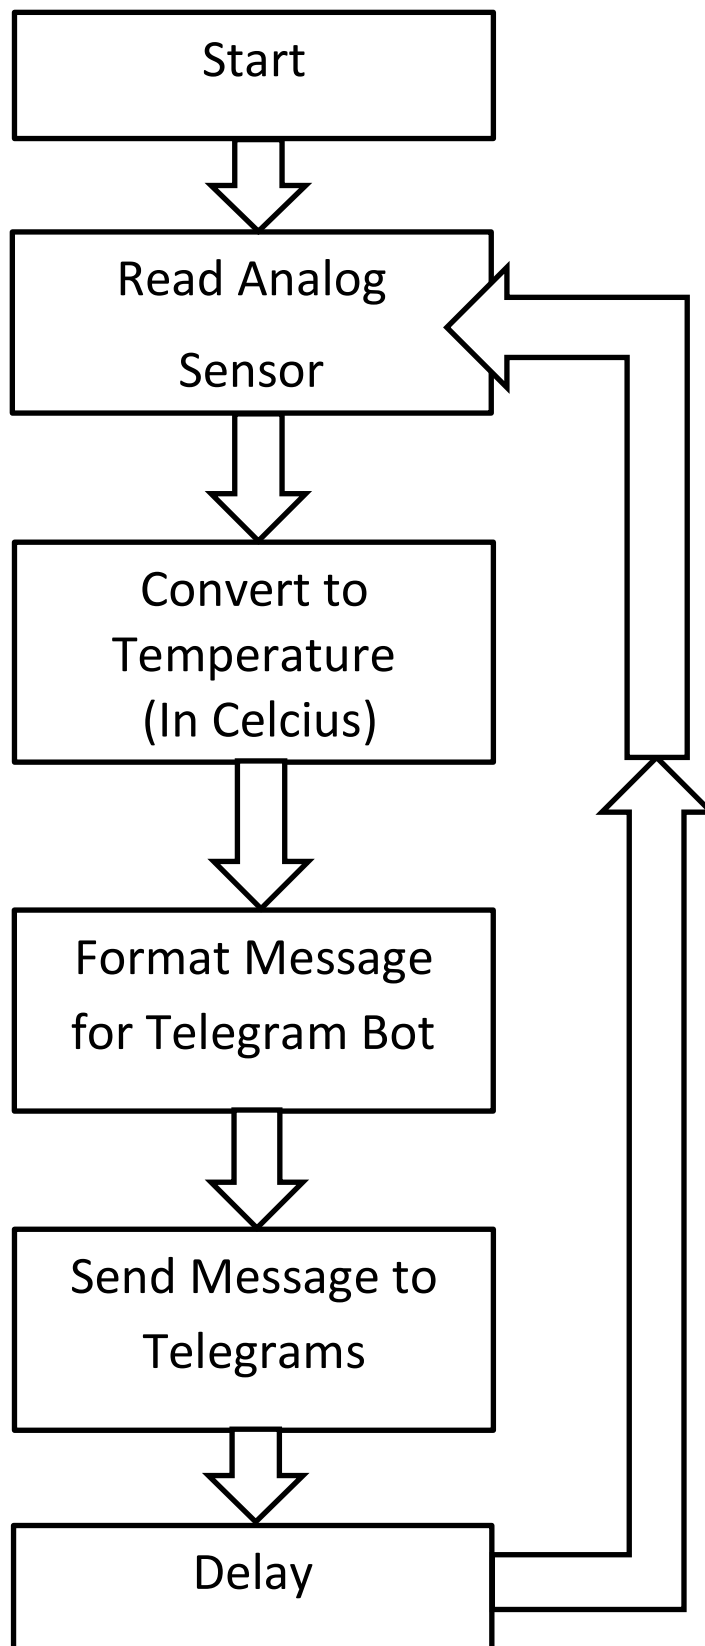 Start
Read Analog
Sensor
Convert to
Temperature
(In Celcius)
Format Message
for Telegram Bot
Send Message to
Telegrams
Delay